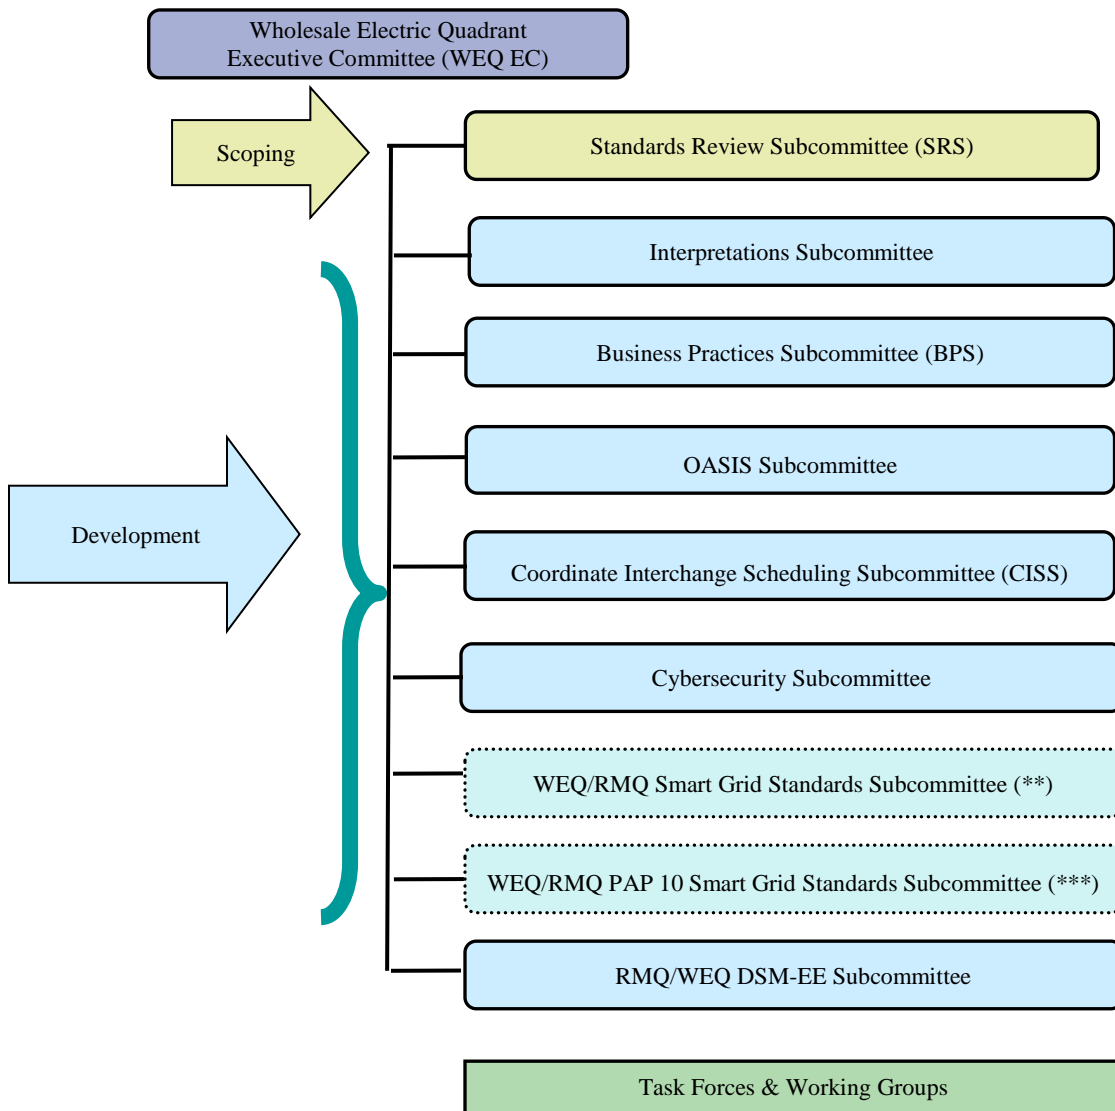 Wholesale Electric Quadrant
Executive Committee (WEQ EC)
Scoping
Standards Review Subcommittee (SRS)
Interpretations Subcommittee
Business Practices Subcommittee (BPS)
OASIS Subcommittee
Development
Coordinate Interchange Scheduling Subcommittee (CISS)
Cybersecurity Subcommittee
WEQ/RMQ Smart Grid Standards Subcommittee (**)
WEQ/RMQ PAP 10 Smart Grid Standards Subcommittee (***)
RMQ/WEQ DSM-EE Subcommittee
Task Forces & Working Groups